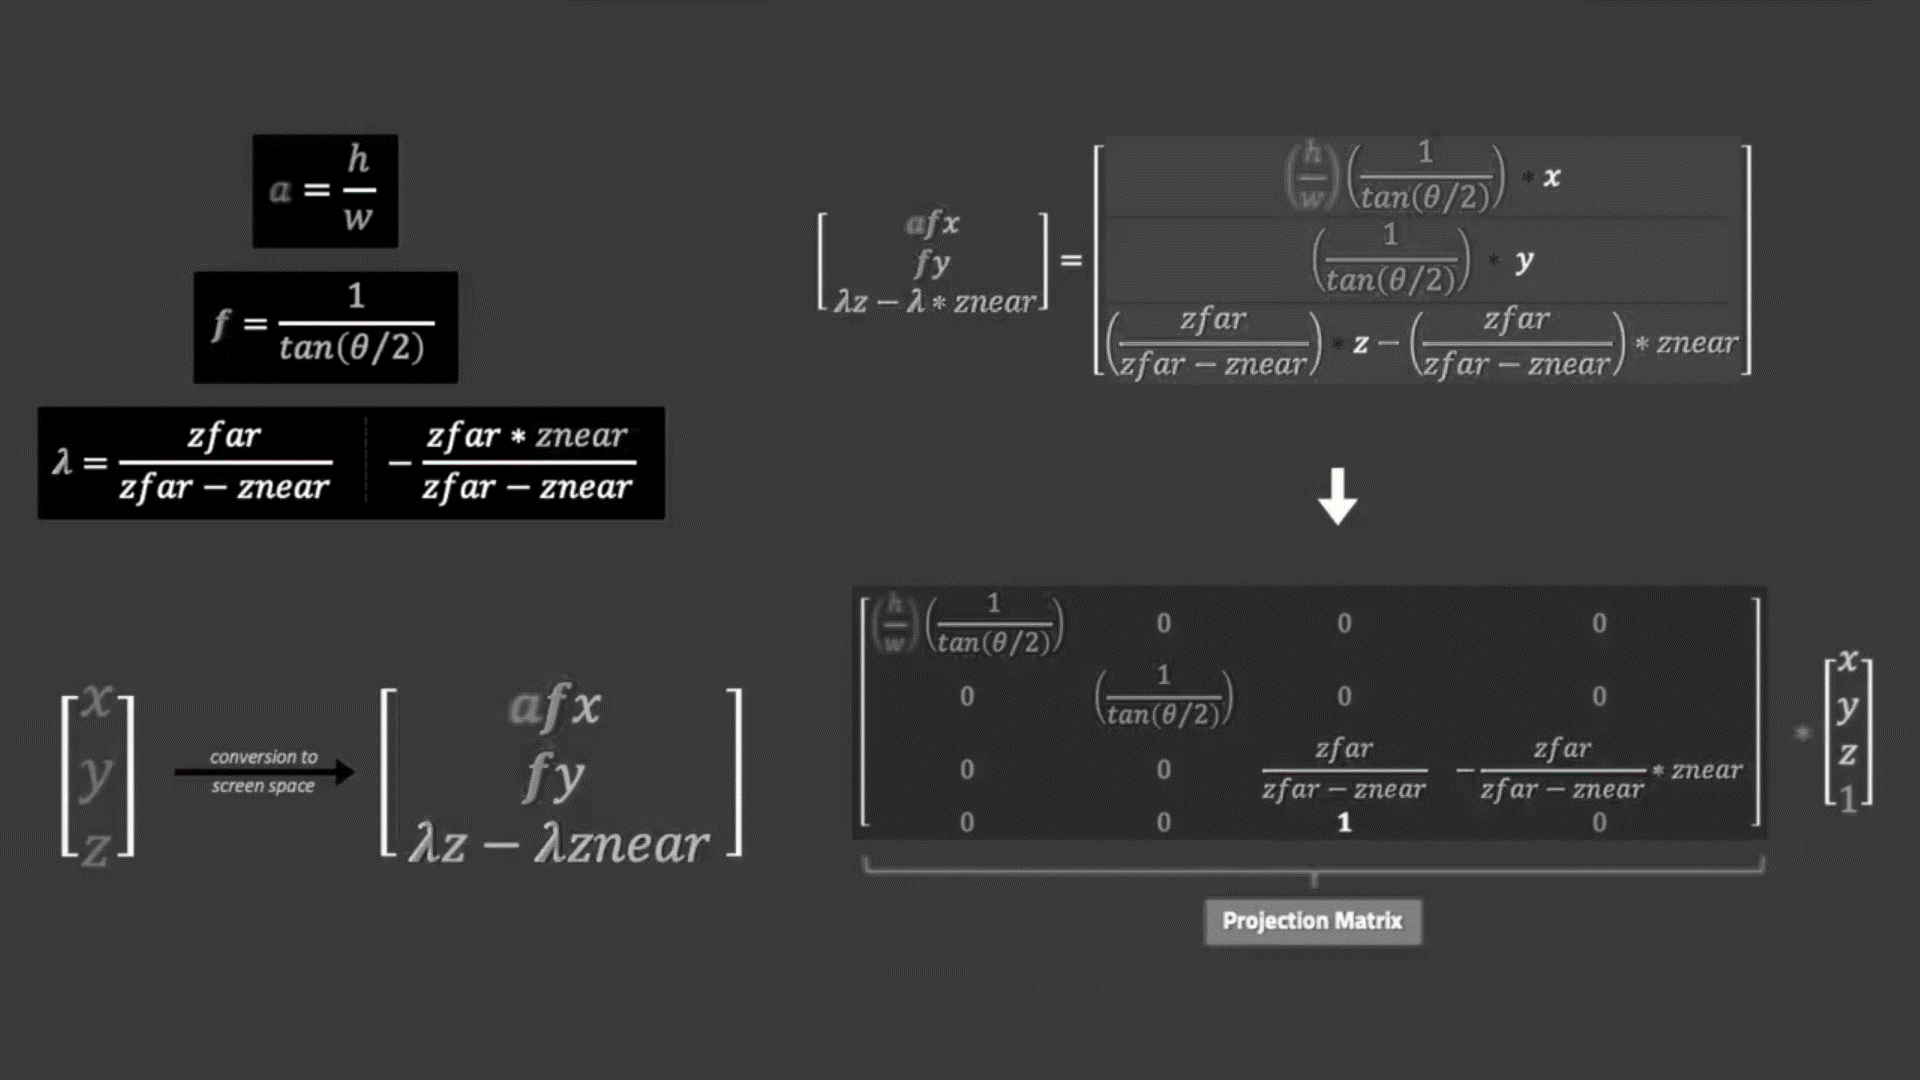 a = h/w
f = 1/tan(θ/2)
λ = zfar/(zfar − znear) − (zfar * znear)/(zfar − znear)
[x
y
z]
conversion to
screen space
[afx
fy
λz − λznear]
[afx
fy
λz − λ * znear] =
[(h/w)(1/tan(θ/2)) * x
(1/tan(θ/2)) * y
(zfar/(zfar − znear)) * z − (zfar/(zfar − znear)) * znear]
[(h/w)(1/tan(θ/2)) 0 0 0
0 (1/tan(θ/2)) 0 0
0 0 zfar/(zfar − znear) − zfar/(zfar − znear) * znear
0 0 1 0]
* [x
y
z
1]
Projection Matrix